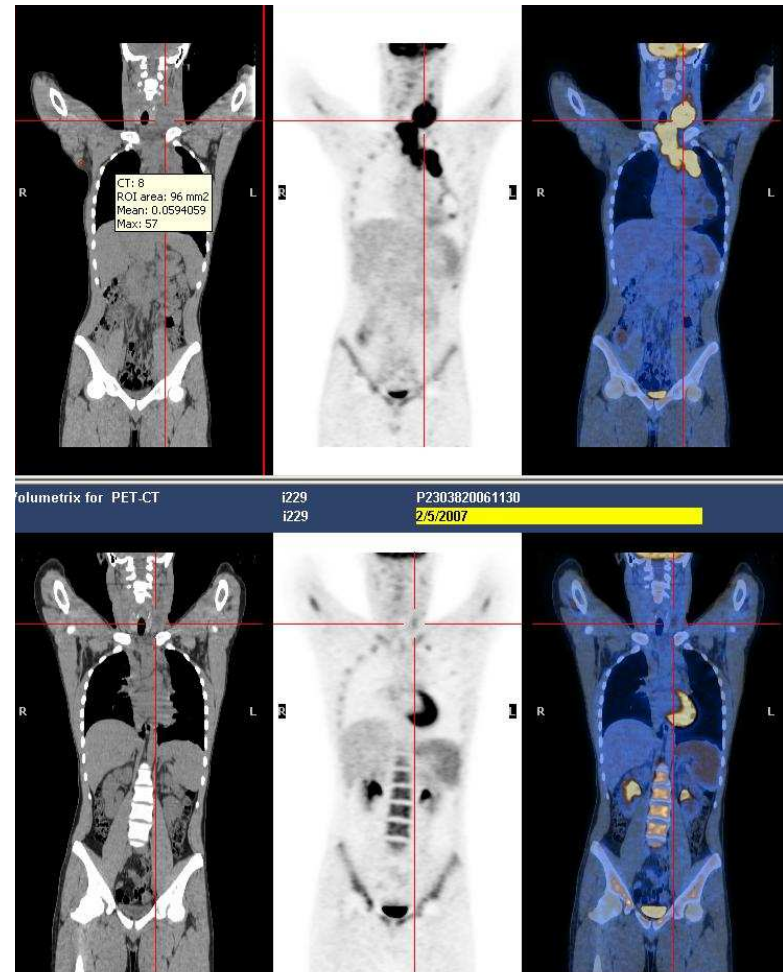 R
CT: 8
ROI area: 96 mm2
Mean: 0.0594059
Max: 57
L
R
L
R
L
Volumetrix for PET-CT i229 P2303820061130
i229 2/5/2007
R L R L R L